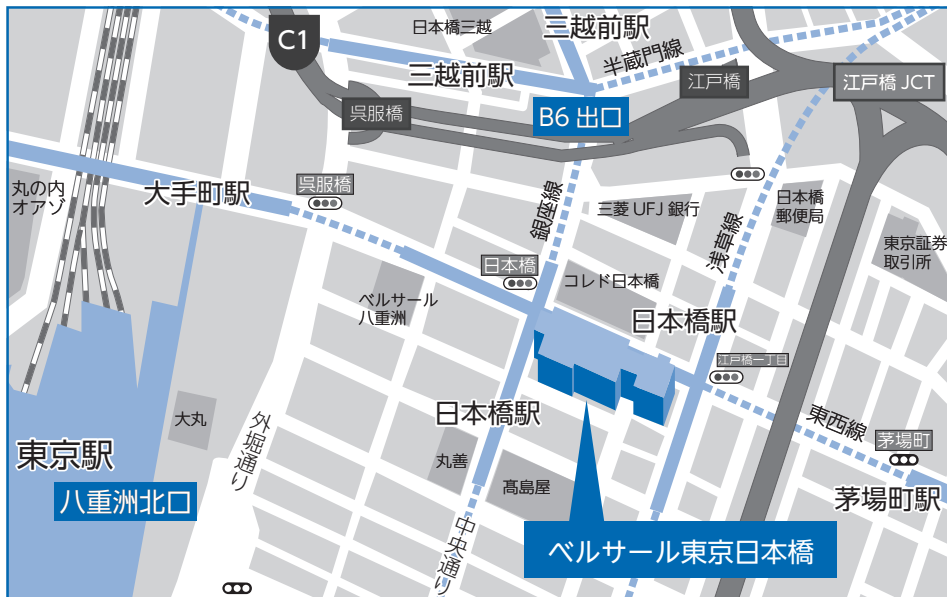 C1
日本橋三越
三越前駅
三越前駅
半蔵門線
江戸橋
江戸橋 JCT
呉服橋
B6 出口
丸の内
オアゾ
大手町駅
呉服橋
銀座線
三菱 UFJ 銀行
日本橋
郵便局
浅草線
東京証券
取引所
日本橋
コレド日本橋
ベルサール
八重洲
日本橋駅
江戸橋一丁目
大丸
外堀通り
日本橋駅
東西線
茅場町
東京駅
丸善
髙島屋
八重洲北口
茅場町駅
中央通り
ベルサール東京日本橋